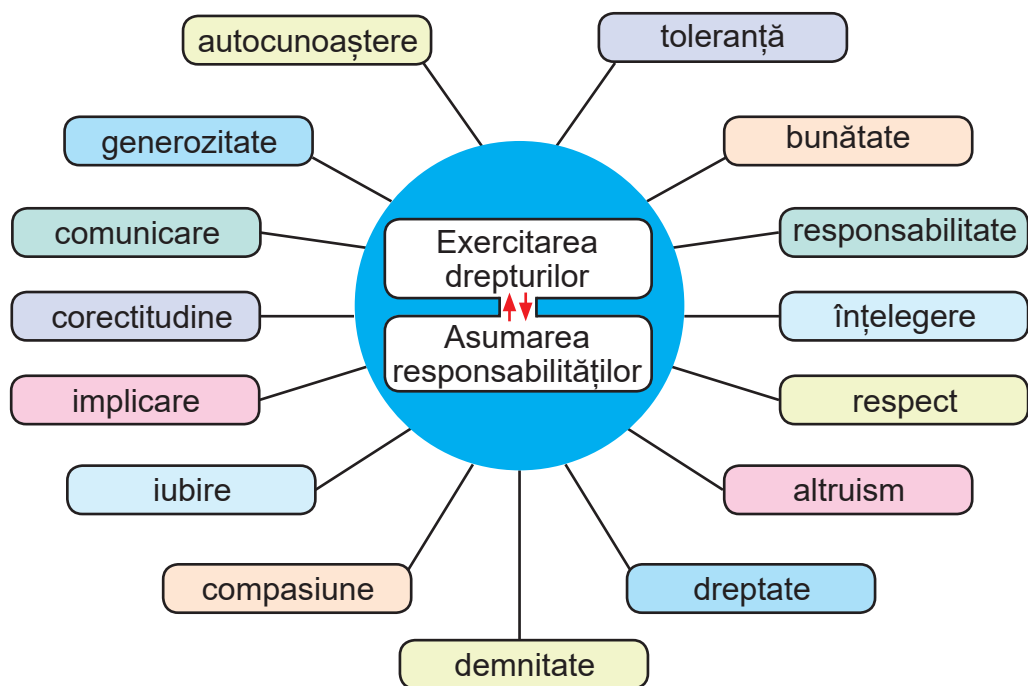 autocunoaștere
toleranță
generozitate
bunătate
comunicare
responsabilitate
Exercitarea
drepturilor
corectitudine
înțelegere
Asumarea
responsabilităților
implicare
respect
iubire
altruism
compasiune
dreptate
demnitate